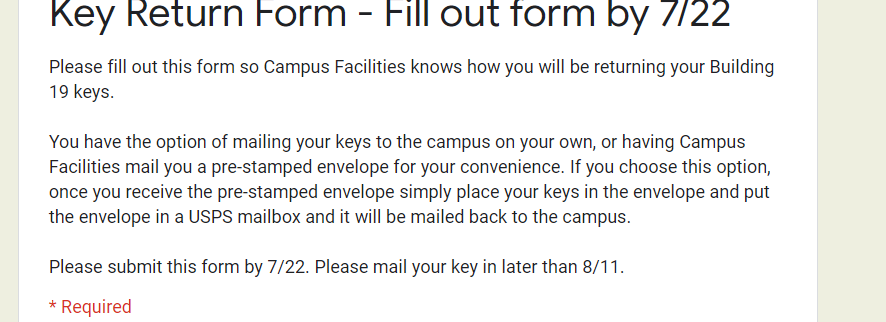 Key Return Form - Fill out form by 7/22
Please fill out this form so Campus Facilities knows how you will be returning your Building
19 keys.
You have the option of mailing your keys to the campus on your own, or having Campus
Facilities mail you a pre-stamped envelope for your convenience. If you choose this option,
once you receive the pre-stamped envelope simply place your keys in the envelope and put
the envelope in a USPS mailbox and it will be mailed back to the campus.
Please submit this form by 7/22. Please mail your key in later than 8/11.
* Required